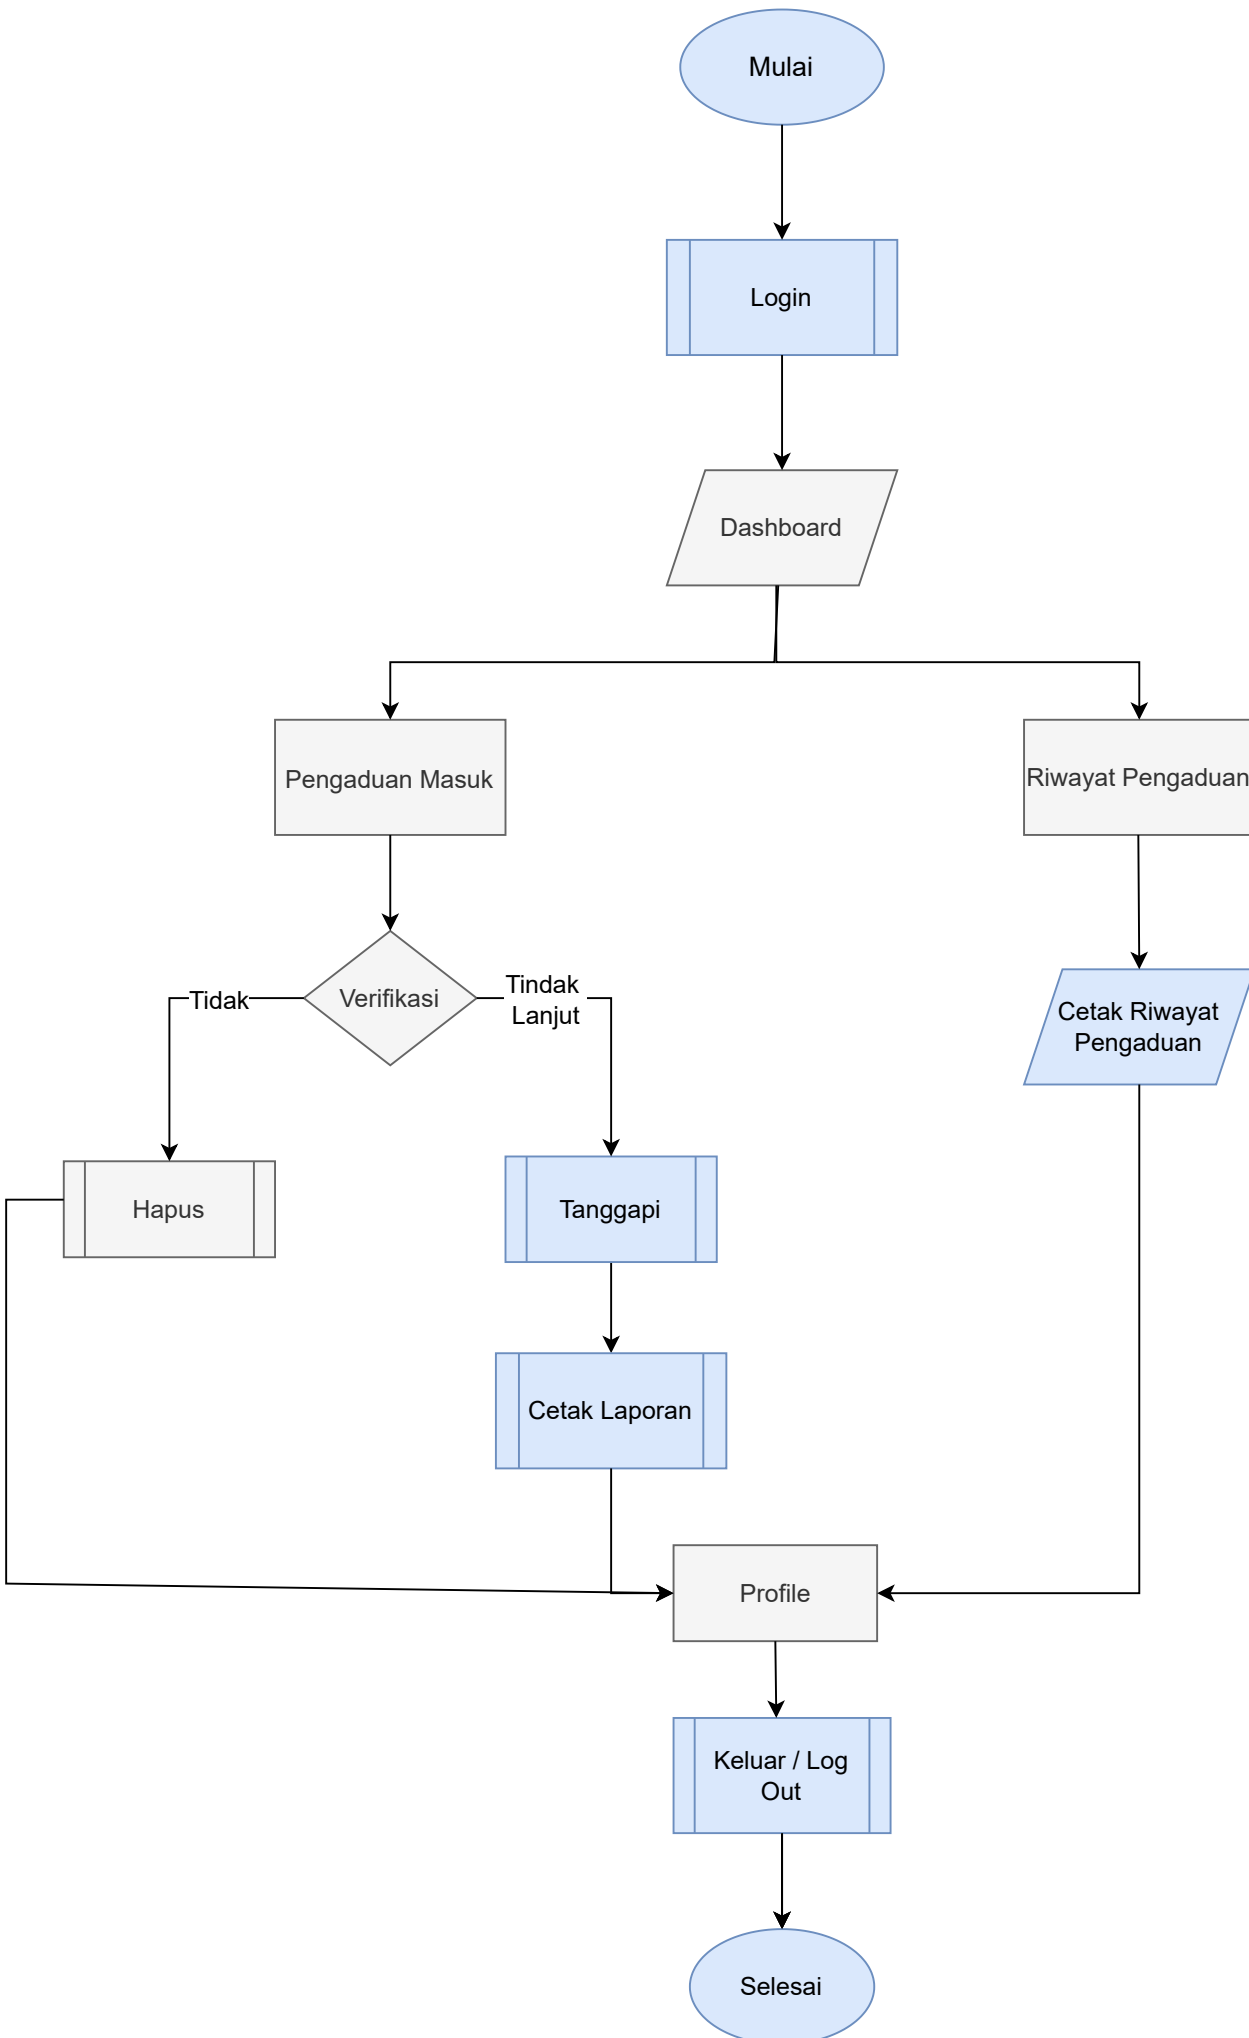 Mulai
Login
Dashboard
Pengaduan Masuk
Riwayat Pengaduan
Verifikasi
Tidak
Tindak
Lanjut
Cetak Riwayat
Pengaduan
Hapus
Tanggapi
Cetak Laporan
Profile
Keluar / Log
Out
Selesai